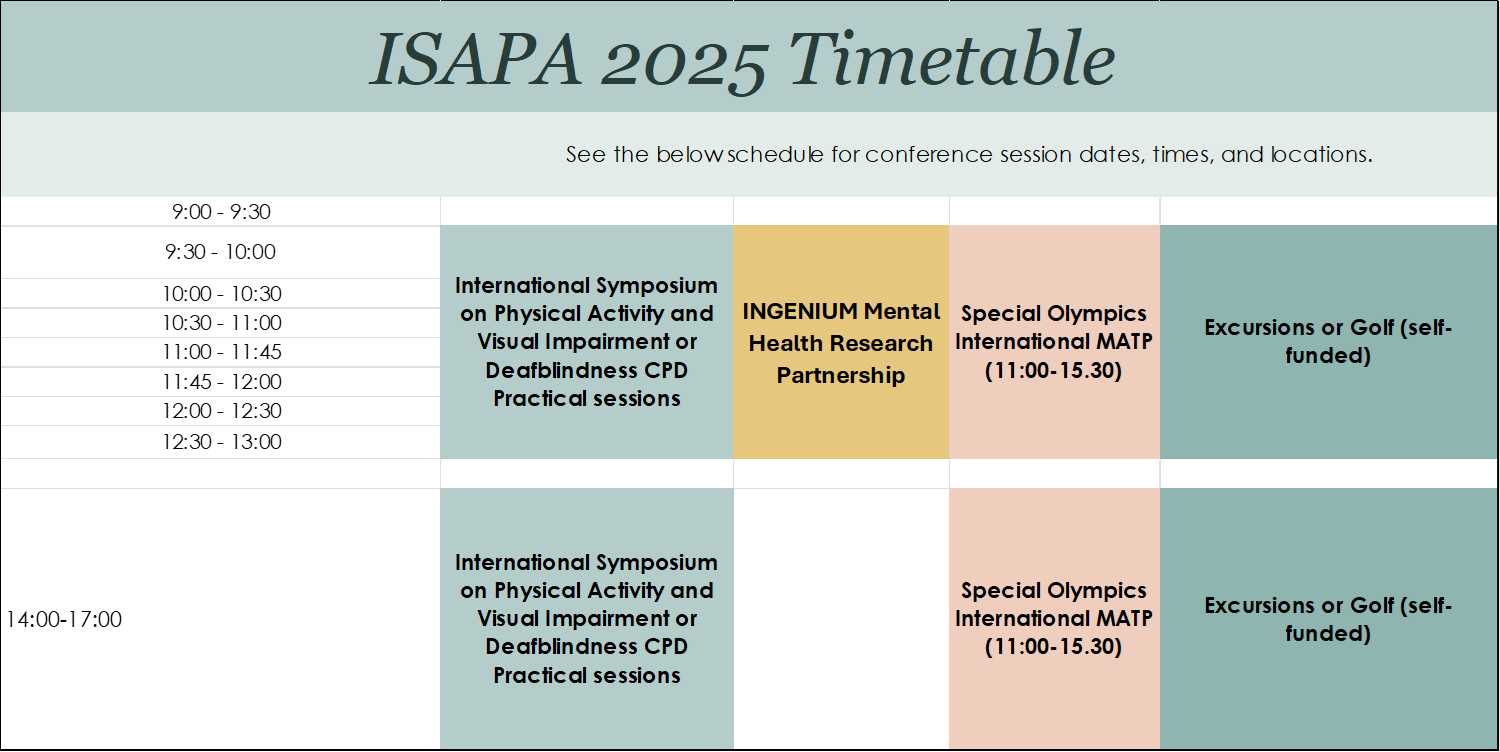 ISAPA 2025 Timetable
See the below schedule for conference session dates, times, and locations.
9:00 - 9:30
9:30 - 10:00
10:00 - 10:30
10:30 - 11:00
11:00 - 11:45
11:45 - 12:00
12:00 - 12:30
12:30 - 13:00
International Symposium
on Physical Activity and
Visual Impairment or
Deafblindness CPD
Practical sessions
INGENIUM Mental
Health Research
Partnership
Special Olympics
International MATP
(11:00-15.30)
Excursions or Golf (self-
funded)
14:00-17:00
International Symposium
on Physical Activity and
Visual Impairment or
Deafblindness CPD
Practical sessions
Special Olympics
International MATP
(11:00-15.30)
Excursions or Golf (self-
funded)